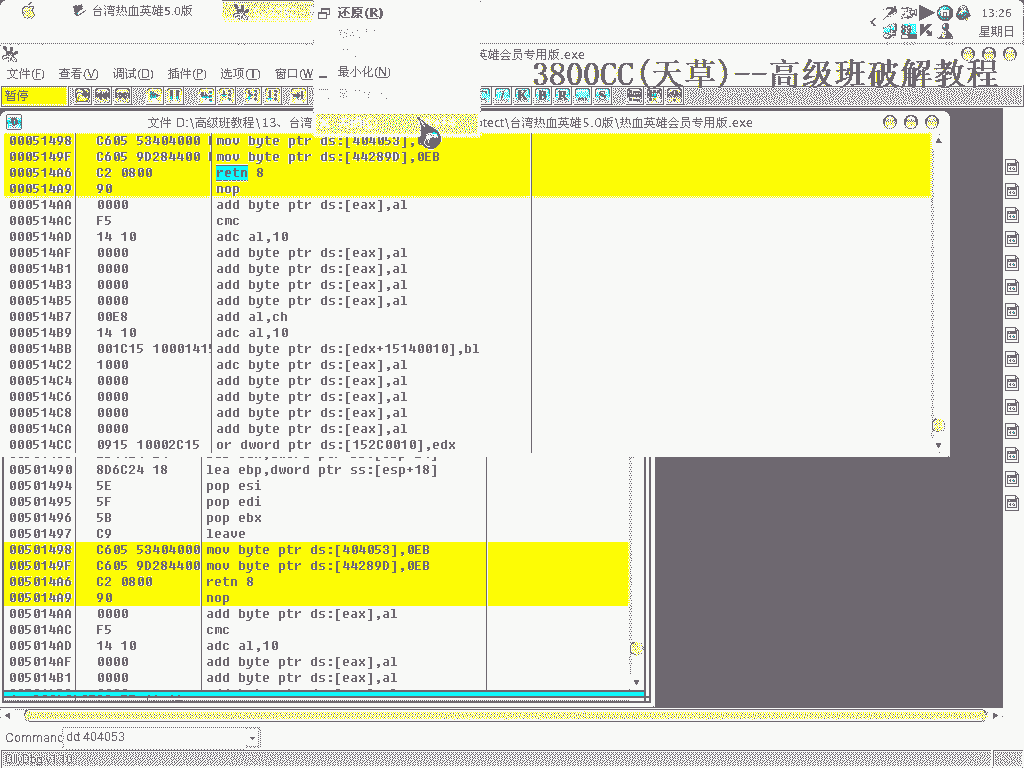 台湾热血英雄5.0版
还原(R)
13:26
星期日
英雄会员专用版.exe
文件(F) 查看(V) 调试(D) 插件(P) 选项(T) 窗口(W 最小化(N)
3800CC(天草)--高级班破解教程
暂停
文件 D:\高级班教程\13、台湾 otect\台湾热血英雄5.0版\热血英雄会员专用版.exe
00051498 C605 53404000 mov byte ptr ds:[404053],
0005149F C605 9D284400 mov byte ptr ds:[44289D],0EB
000514A6 C2 0800 retn 8
000514A9 90 nop
000514AA 0000 add byte ptr ds:[eax],al
000514AC F5 cmc
000514AD 14 10 adc al,10
000514AF 0000 add byte ptr ds:[eax],al
000514B1 0000 add byte ptr ds:[eax],al
000514B3 0000 add byte ptr ds:[eax],al
000514B5 0000 add byte ptr ds:[eax],al
000514B7 00E8 add al,ch
000514B9 14 10 adc al,10
000514BB 001C15 10001415 add byte ptr ds:[edx+15140010],bl
000514C2 1000 adc byte ptr ds:[eax],al
000514C4 0000 add byte ptr ds:[eax],al
000514C6 0000 add byte ptr ds:[eax],al
000514C8 0000 add byte ptr ds:[eax],al
000514CA 0000 add byte ptr ds:[eax],al
000514CC 0915 10002C15 or dword ptr ds:[152C0010],edx
00501490 8D6C24 18 lea ebp,dword ptr ss:[esp+18]
00501494 5E pop esi
00501495 5F pop edi
00501496 5B pop ebx
00501497 C9 leave
00501498 C605 53404000 mov byte ptr ds:[404053],0EB
0050149F C605 9D284400 mov byte ptr ds:[44289D],0EB
005014A6 C2 0800 retn 8
005014A9 90 nop
005014AA 0000 add byte ptr ds:[eax],al
005014AC F5 cmc
005014AD 14 10 adc al,10
005014AF 0000 add byte ptr ds:[eax],al
005014B1 0000 add byte ptr ds:[eax],al
Command dd 404053